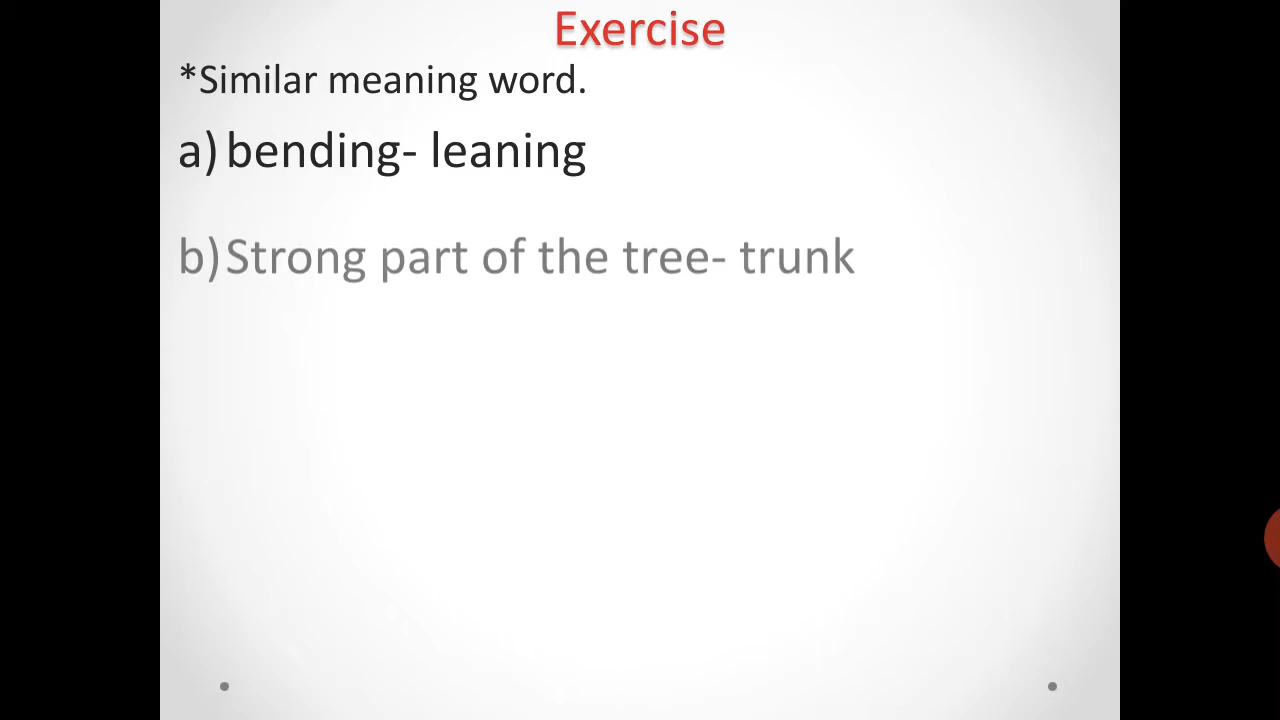 Exercise
*Similar meaning word.
a) bending- leaning
b) Strong part of the tree- trunk